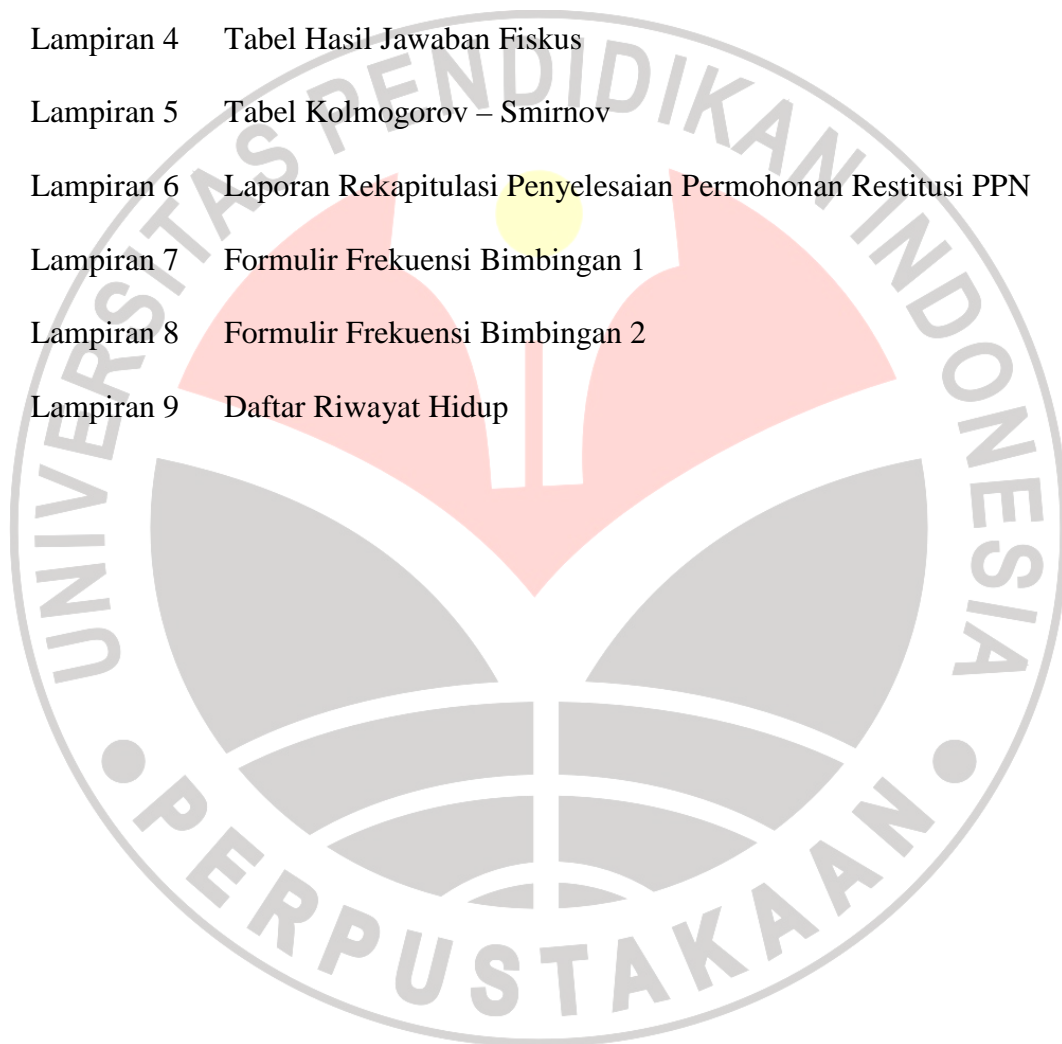 Lampiran 4 Tabel Hasil Jawaban Fiskus
Lampiran 5 Tabel Kolmogorov – Smirnov
Lampiran 6 Laporan Rekapitulasi Penyelesaian Permohonan Restitusi PPN
Lampiran 7 Formulir Frekuensi Bimbingan 1
Lampiran 8 Formulir Frekuensi Bimbingan 2
Lampiran 9 Daftar Riwayat Hidup
UNIVERSITAS PENDIDIKAN INDONESIA
PERPUSTAKAAN